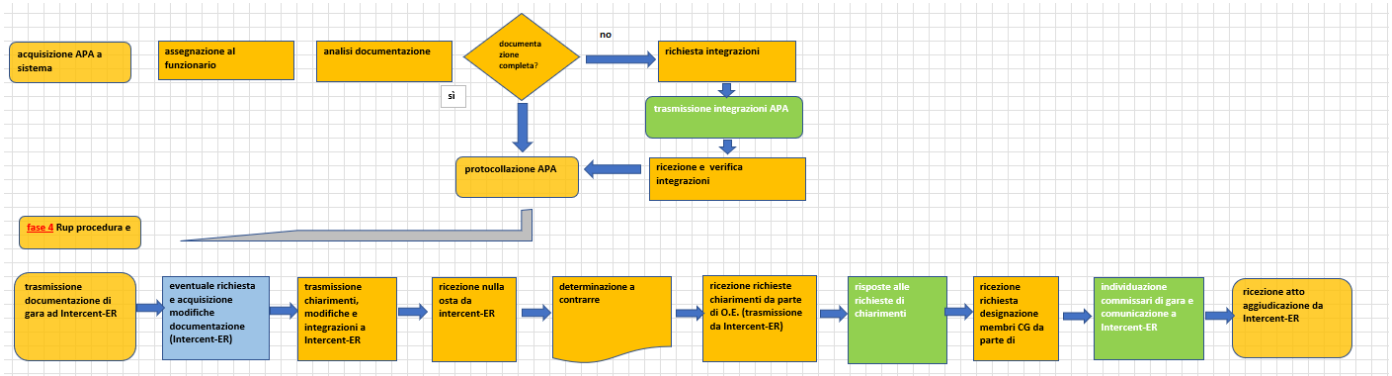 acquisizione APA a
sistema
assegnazione al
funzionario
analisi documentazione
documenta
zione
completa?
no
richiesta integrazioni
sì
trasmissione integrazioni APA
protocollazione APA
ricezione e verifica
integrazioni
fase 4 Rup procedura e
trasmissione
documentazione di
gara ad Intercent-ER
eventuale richiesta
e acquisizione
modifiche
documentazione
(Intercent-ER)
trasmissione
chiarimenti,
modifiche e
integrazioni a
Intercent-ER
ricezione nulla
osta da
intercent-ER
determinazione a
contrarre
ricezione richieste
chiarimenti da parte
di O.E. (trasmissione
da Intercent-ER)
risposte alle
richieste di
chiarimenti
ricezione
richiesta
designazione
membri CG da
parte di
individuazione
commissari di gara e
comunicazione a
Intercent-ER
ricezione atto
aggiudicazione da
Intercent-ER